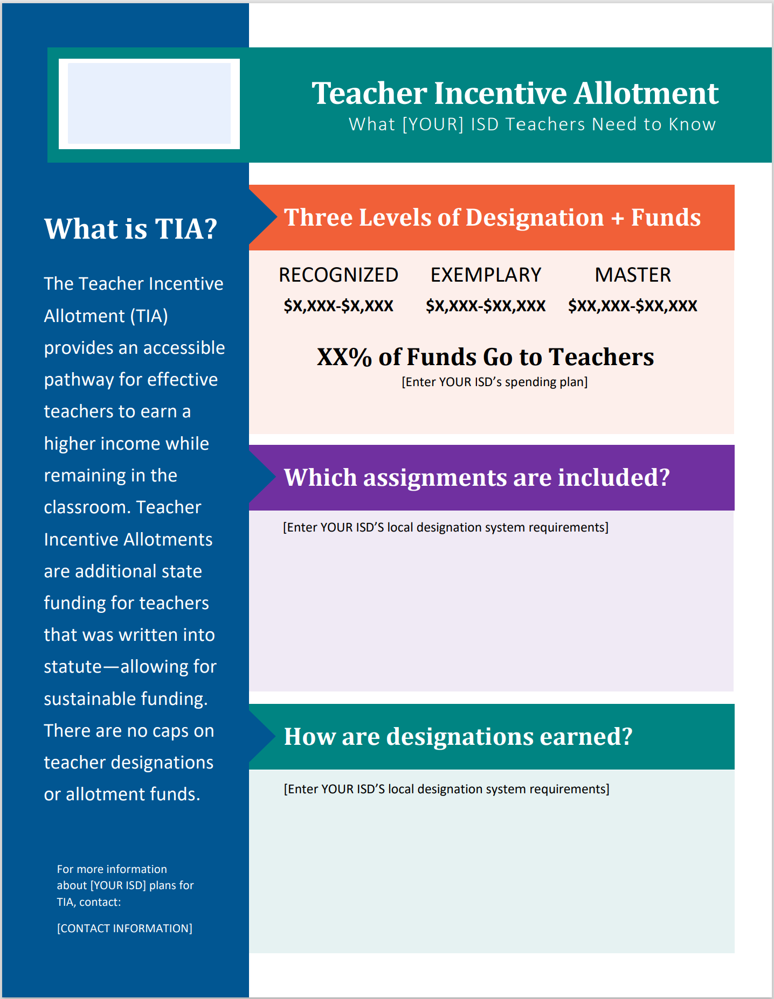 Teacher Incentive Allotment
What [YOUR] ISD Teachers Need to Know
What is TIA?
The Teacher Incentive
Allotment (TIA)
provides an accessible
pathway for effective
teachers to earn a
higher income while
remaining in the
classroom. Teacher
Incentive Allotments
are additional state
funding for teachers
that was written into
statute—allowing for
sustainable funding.
There are no caps on
teacher designations
or allotment funds.
For more information
about [YOUR ISD] plans for
TIA, contact:
[CONTACT INFORMATION]
Three Levels of Designation + Funds
RECOGNIZED EXEMPLARY MASTER
$X,XXX-$X,XXX $X,XXX-$XX,XXX $XX,XXX-$XX,XXX
XX% of Funds Go to Teachers
[Enter YOUR ISD’s spending plan]
Which assignments are included?
[Enter YOUR ISD’S local designation system requirements]
How are designations earned?
[Enter YOUR ISD’S local designation system requirements]